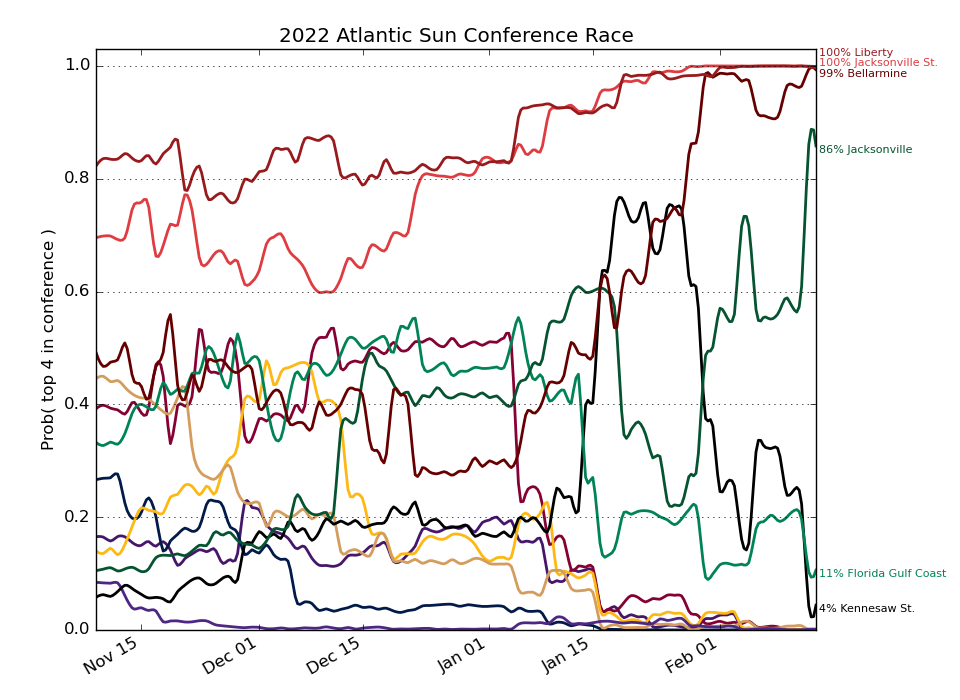 2022 Atlantic Sun Conference Race
100% Liberty
100% Jacksonville St.
99% Bellarmine
86% Jacksonville
11% Florida Gulf Coast
4% Kennesaw St.
Prob( top 4 in conference )
1.0
0.8
0.6
0.4
0.2
0.0
Nov 15
Dec 01
Dec 15
Jan 01
Jan 15
Feb 01